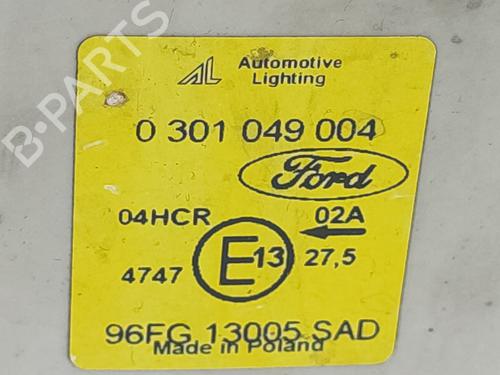 B-PARTS
AL Automotive
Lighting
0 301 049 004
Ford
04HCR 02A
4747 E13 27,5
96FG 13005 SAD
Made in Poland